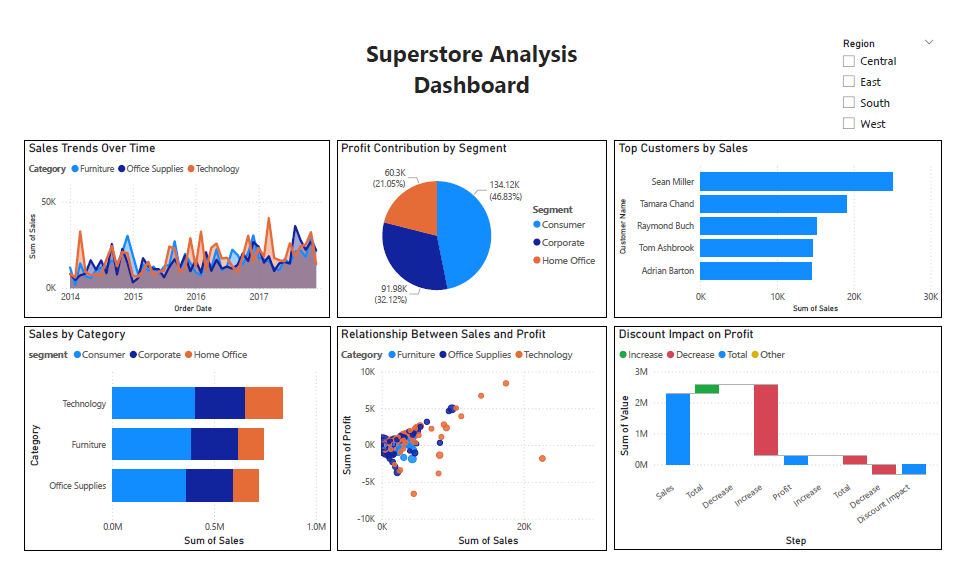 Superstore Analysis
Dashboard
Region
Central
East
South
West
Sales Trends Over Time
Category Furniture Office Supplies Technology
50K
0K
Sum of Sales
2014 2015 2016 2017
Order Date
Profit Contribution by Segment
60.3K
(21.05%)
134.12K
(46.83%)
91.98K
(32.12%)
Segment
Consumer
Corporate
Home Office
Top Customers by Sales
Customer Name
Sean Miller
Tamara Chand
Raymond Buch
Tom Ashbrook
Adrian Barton
0K 10K 20K 30K
Sum of Sales
Sales by Category
segment Consumer Corporate Home Office
Category
Technology
Furniture
Office Supplies
0.0M 0.5M 1.0M
Sum of Sales
Relationship Between Sales and Profit
Category Furniture Office Supplies Technology
Sum of Profit
10K
5K
0K
-5K
-10K
0K 20K
Sum of Sales
Discount Impact on Profit
Increase Decrease Total Other
Sum of Value
3M
2M
1M
0M
Sales Total Decrease Increase Profit Increase Total Decrease Discount Impact
Step